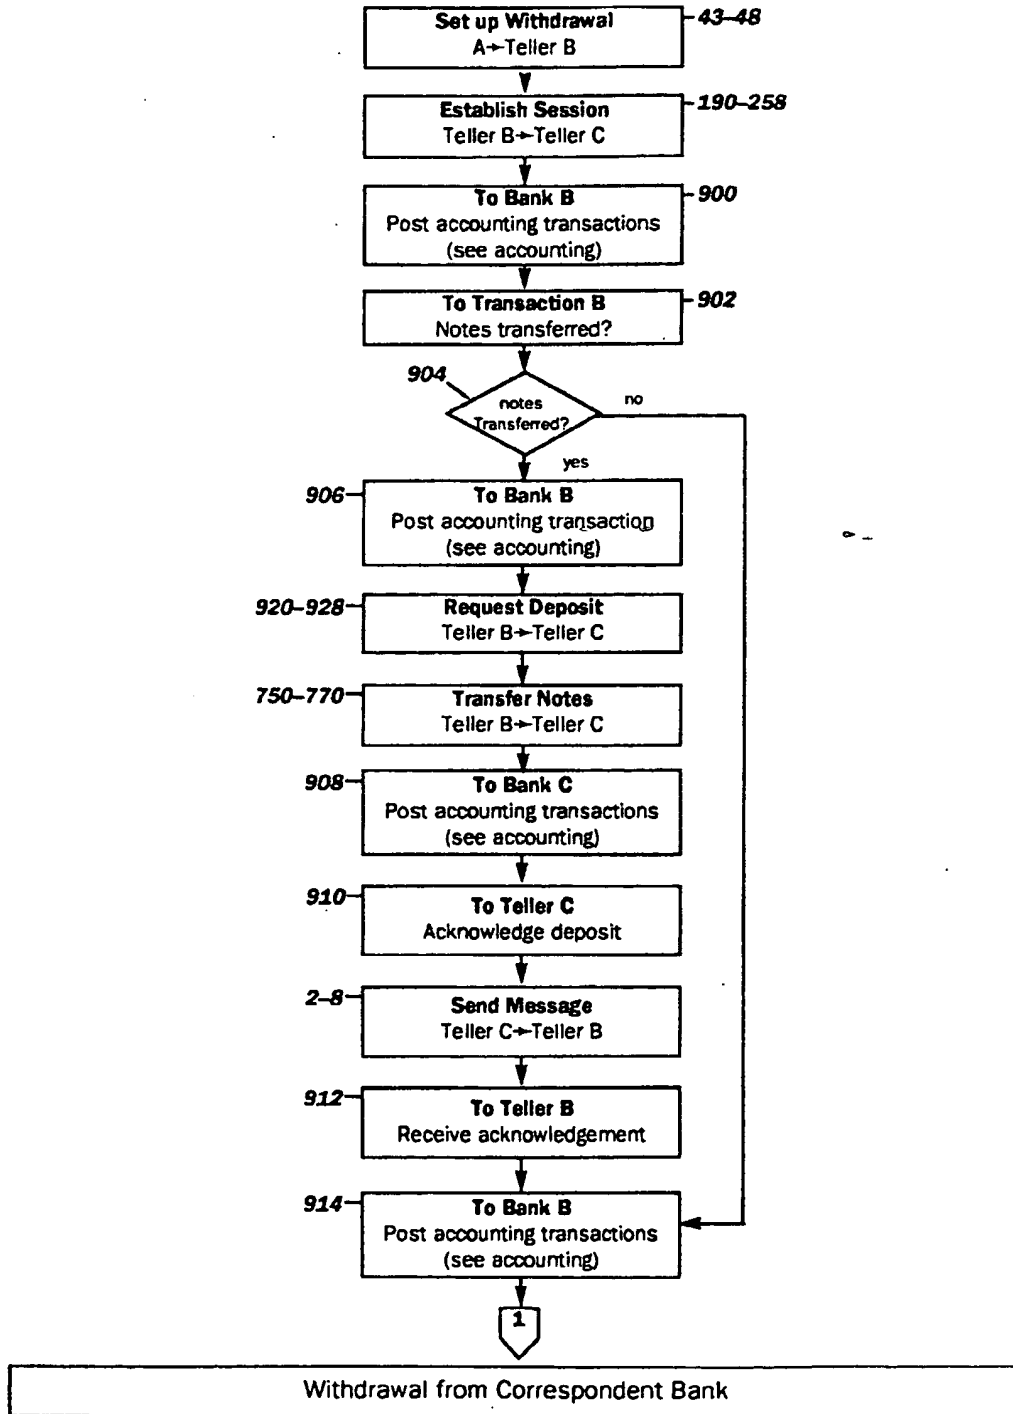 Set up Withdrawal
A→Teller B
43–48
Establish Session
Teller B→Teller C
190–258
To Bank B
Post accounting transactions
(see accounting)
900
To Transaction B
Notes transferred?
902
904
notes
Transferred?
no
yes
906
To Bank B
Post accounting transaction
(see accounting)
920–928
Request Deposit
Teller B→Teller C
750–770
Transfer Notes
Teller B→Teller C
908
To Bank C
Post accounting transactions
(see accounting)
910
To Teller C
Acknowledge deposit
2–8
Send Message
Teller C→Teller B
912
To Teller B
Receive acknowledgement
914
To Bank B
Post accounting transactions
(see accounting)
1
Withdrawal from Correspondent Bank